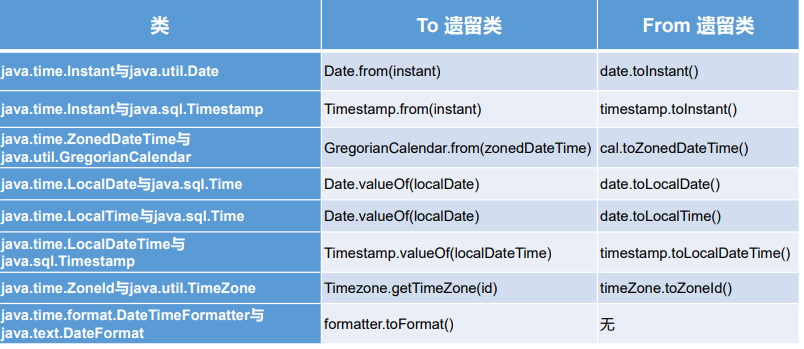 类 To 遗留类 From 遗留类
java.time.Instant与java.util.Date Date.from(instant) date.toInstant()
java.time.Instant与java.sql.Timestamp Timestamp.from(instant) timestamp.toInstant()
java.time.ZonedDateTime与
java.util.GregorianCalendar GregorianCalendar.from(zonedDateTime) cal.toZonedDateTime()
java.time.LocalDate与java.sql.Time Date.valueOf(localDate) date.toLocalDate()
java.time.LocalTime与java.sql.Time Date.valueOf(localDate) date.toLocalTime()
java.time.LocalDateTime与
java.sql.Timestamp Timestamp.valueOf(localDateTime) timestamp.toLocalDateTime()
java.time.ZoneId与java.util.TimeZone Timezone.getTimeZone(id) timeZone.toZoneId()
java.time.format.DateTimeFormatter与
java.text.DateFormat formatter.toFormat() 无